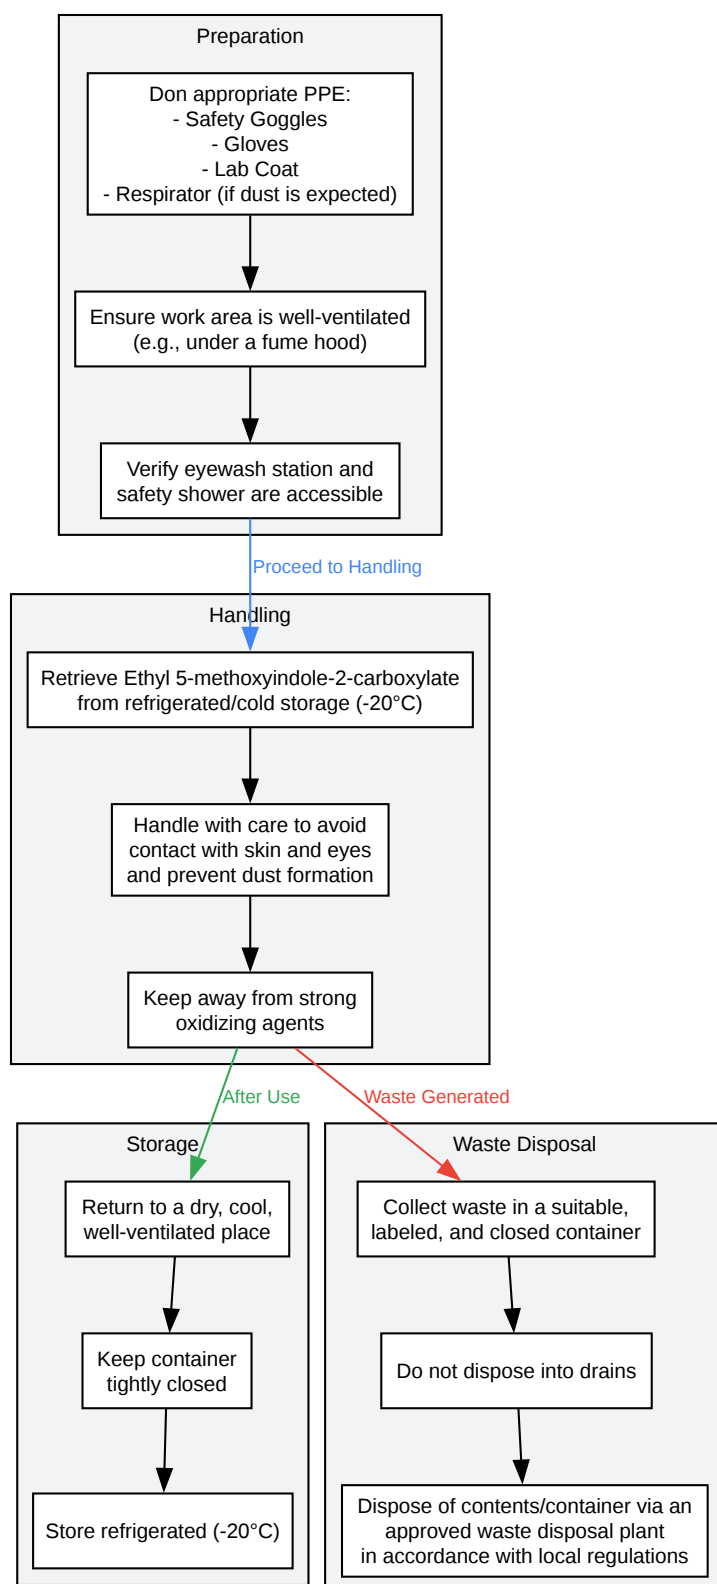 Preparation
Don appropriate PPE:
- Safety Goggles
- Gloves
- Lab Coat
- Respirator (if dust is expected)
Ensure work area is well-ventilated
(e.g., under a fume hood)
Verify eyewash station and
safety shower are accessible
Proceed to Handling
Handling
Retrieve Ethyl 5-methoxyindole-2-carboxylate
from refrigerated/cold storage (-20°C)
Handle with care to avoid
contact with skin and eyes
and prevent dust formation
Keep away from strong
oxidizing agents
After Use
Waste Generated
Storage
Return to a dry, cool,
well-ventilated place
Keep container
tightly closed
Store refrigerated (-20°C)
Waste Disposal
Collect waste in a suitable,
labeled, and closed container
Do not dispose into drains
Dispose of contents/container via an
approved waste disposal plant
in accordance with local regulations